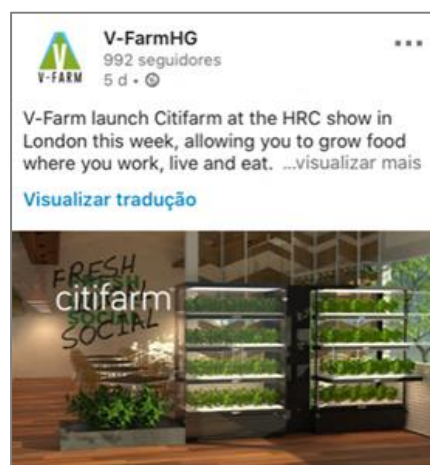 V-FarmHG
992 seguidores
5 d •
V-FARM
V-Farm launch Citifarm at the HRC show in
London this week, allowing you to grow food
where you work, live and eat. ...visualizar mais
Visualizar tradução
FRESH
citifarm
SOCIAL